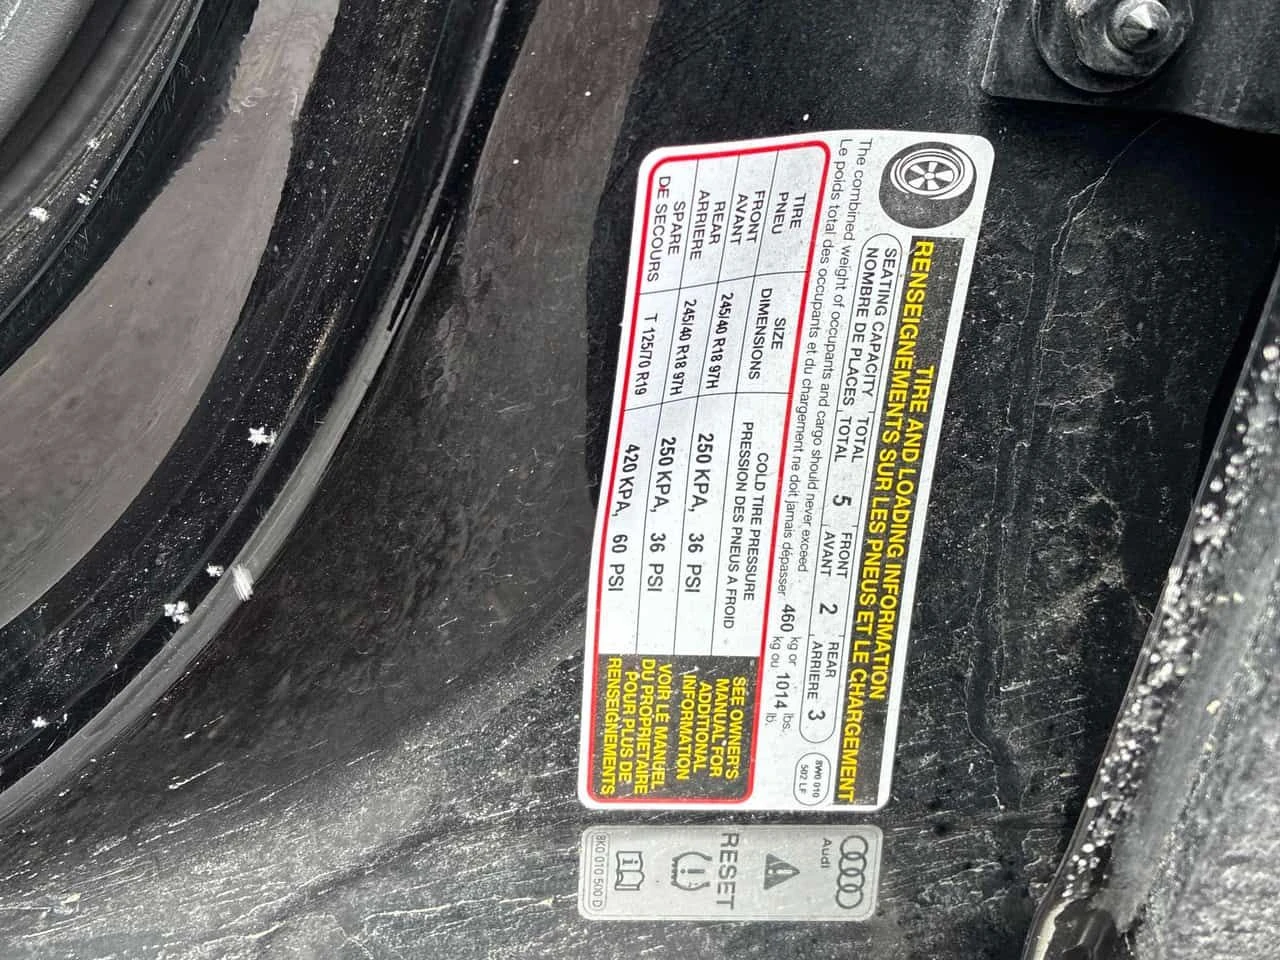 TIRE AND LOADING INFORMATION
RENSEIGNEMENTS SUR LES PNEUS ET LE CHARGEMENT
SEATING CAPACITY TOTAL 5 FRONT 2 REAR 3
NOMBRE DE PLACES TOTAL AVANT ARRIERE
8W0 010
502 LF
The combined weight of occupants and cargo should never exceed 460 kg or 1014 lbs.
Le poids total des occupants et du chargement ne doit jamais dépasser kg ou lb.
TIRE SIZE COLD TIRE PRESSURE
PNEU DIMENSIONS PRESSION DES PNEUS A FROID
FRONT 245/40 R18 97H 250 KPA, 36 PSI
AVANT
REAR 245/40 R18 97H 250 KPA, 36 PSI
ARRIERE
SPARE T 125/70 R19 420 KPA, 60 PSI
DE SECOURS
SEE OWNER'S
MANUAL FOR
ADDITIONAL
INFORMATION
VOIR LE MANUEL
DU PROPRIETAIRE
POUR PLUS DE
RENSEIGNEMENTS
Audi
RESET
8K0 010 500 D